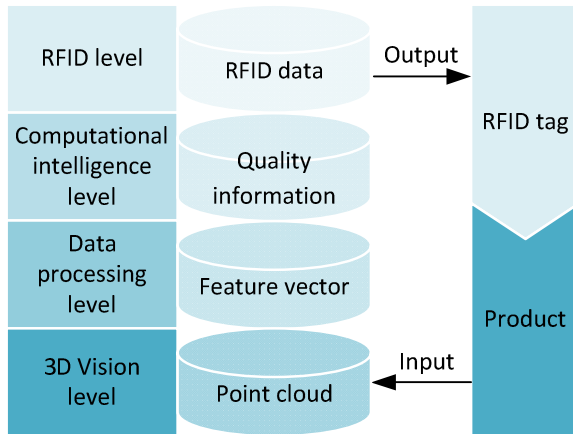 RFID level
RFID data
Output
RFID tag
Computational
intelligence
level
Quality
information
Data
processing
level
Feature vector
Product
3D Vision
level
Point cloud
Input